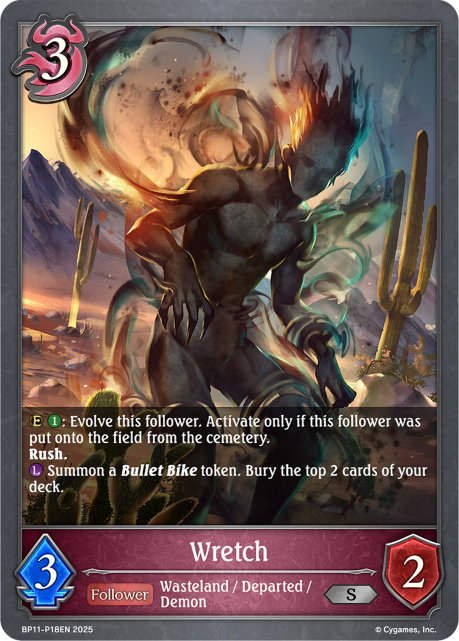 3
E 1: Evolve this follower. Activate only if this follower was
put onto the field from the cemetery.
Rush.
L Summon a Bullet Bike token. Bury the top 2 cards of your
deck.
Wretch
3
Follower
Wasteland / Departed /
Demon
S
2
BP11-P18EN 2025
© Cygames, Inc.